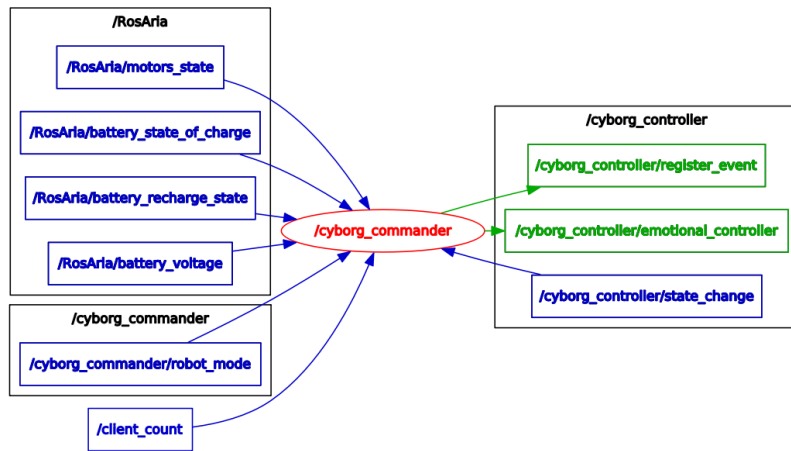 /RosAria
/RosAria/motors_state
/RosAria/battery_state_of_charge
/RosAria/battery_recharge_state
/RosAria/battery_voltage
/cyborg_commander
/cyborg_commander/robot_mode
/client_count
/cyborg_commander
/cyborg_controller
/cyborg_controller/register_event
/cyborg_controller/emotional_controller
/cyborg_controller/state_change